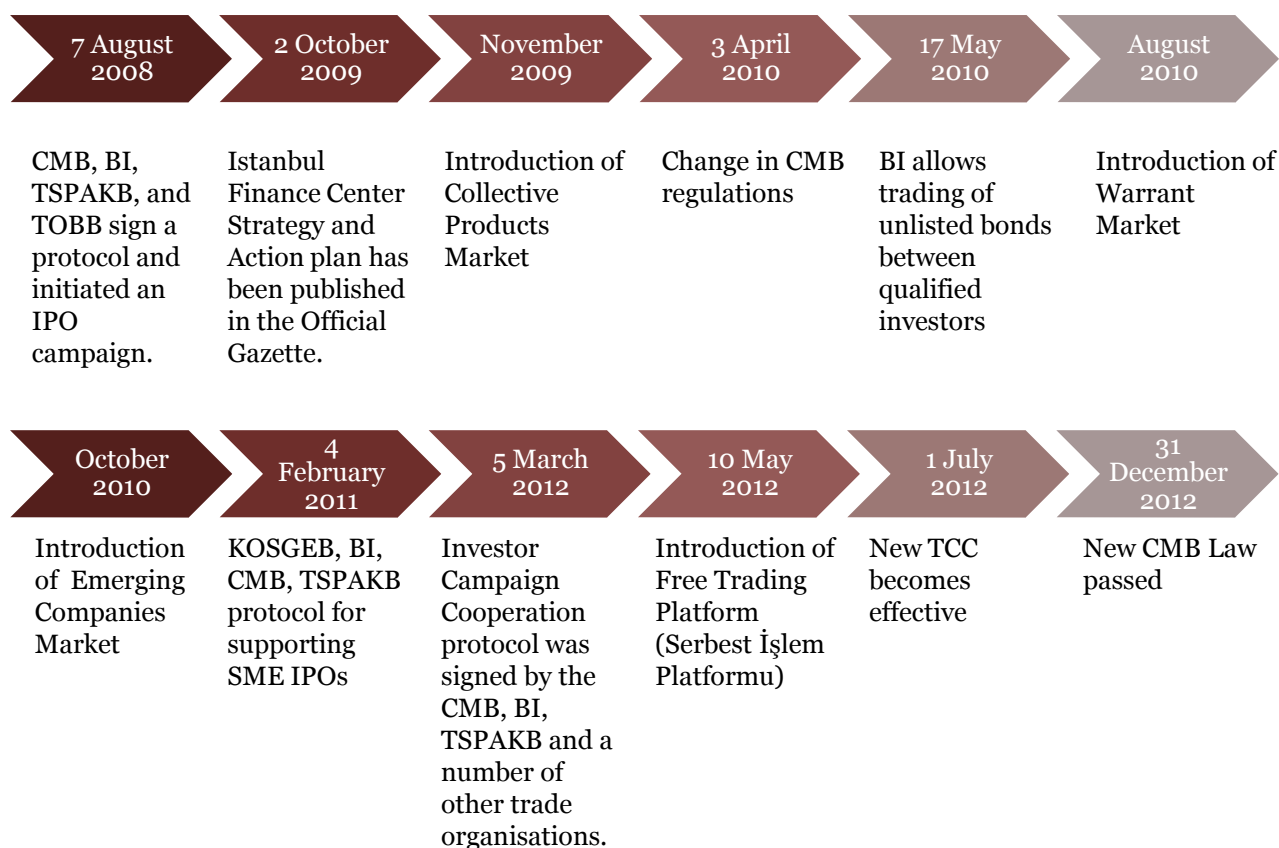 7 August
2008
2 October
2009
November
2009
3 April
2010
17 May
2010
August
2010
CMB, BI,
TSPAKB, and
TOBB sign a
protocol and
initiated an
IPO
campaign.
Istanbul
Finance Center
Strategy and
Action plan has
been published
in the Official
Gazette.
Introduction of
Collective
Products
Market
Change in CMB
regulations
BI allows
trading of
unlisted bonds
between
qualified
investors
Introduction of
Warrant
Market
October
2010
4
February
2011
5 March
2012
10 May
2012
1 July
2012
31
December
2012
Introduction
of Emerging
Companies
Market
KOSGEB, BI,
CMB, TSPAKB
protocol for
supporting
SME IPOs
Investor
Campaign
Cooperation
protocol was
signed by the
CMB, BI,
TSPAKB and a
number of
other trade
organisations.
Introduction of
Free Trading
Platform
(Serbest İşlem
Platformu)
New TCC
becomes
effective
New CMB Law
passed